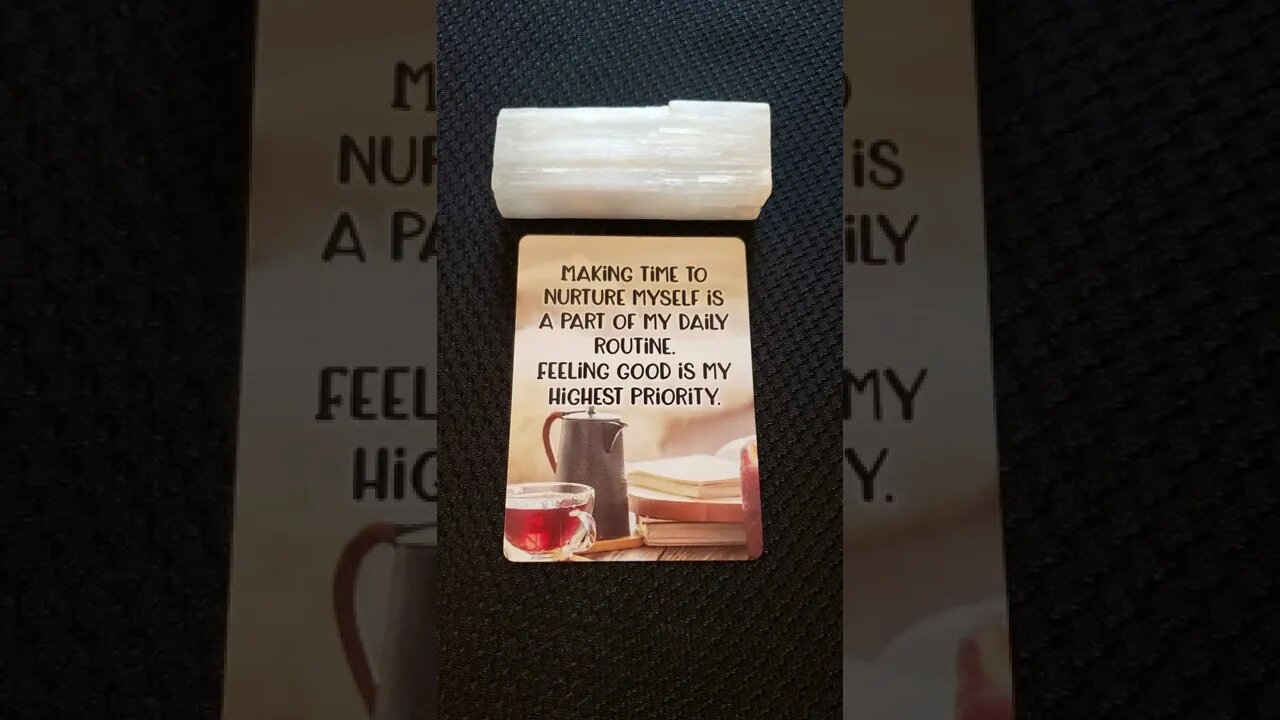 MAKING TIME TO
NURTURE MYSELF IS
A PART OF MY DAILY
ROUTINE.
FEELING GOOD IS MY
HIGHEST PRIORITY.